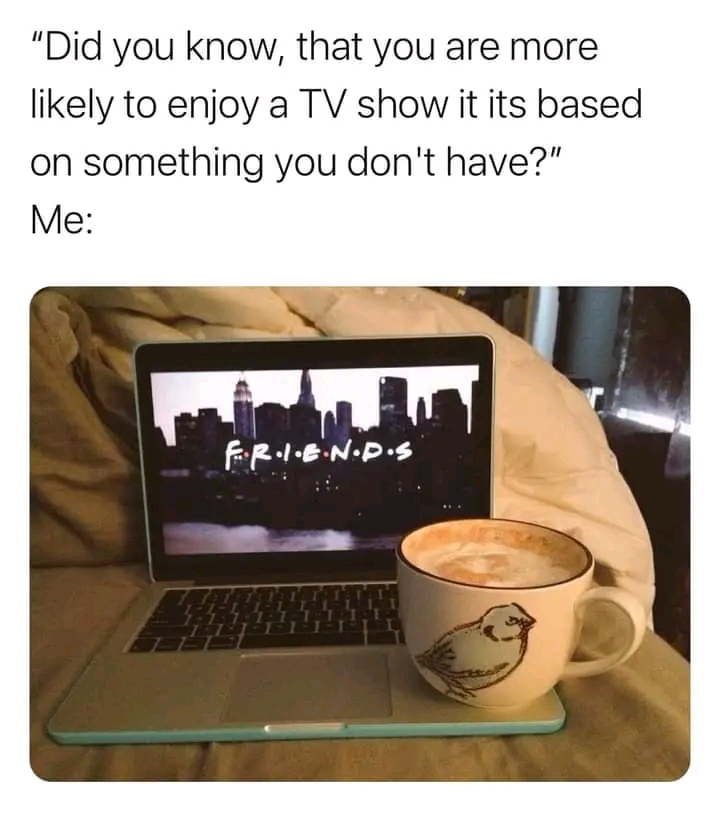 “Did you know, that you are more
likely to enjoy a TV show it its based
on something you don't have?”
Me:
F•R•I•E•N•D•S